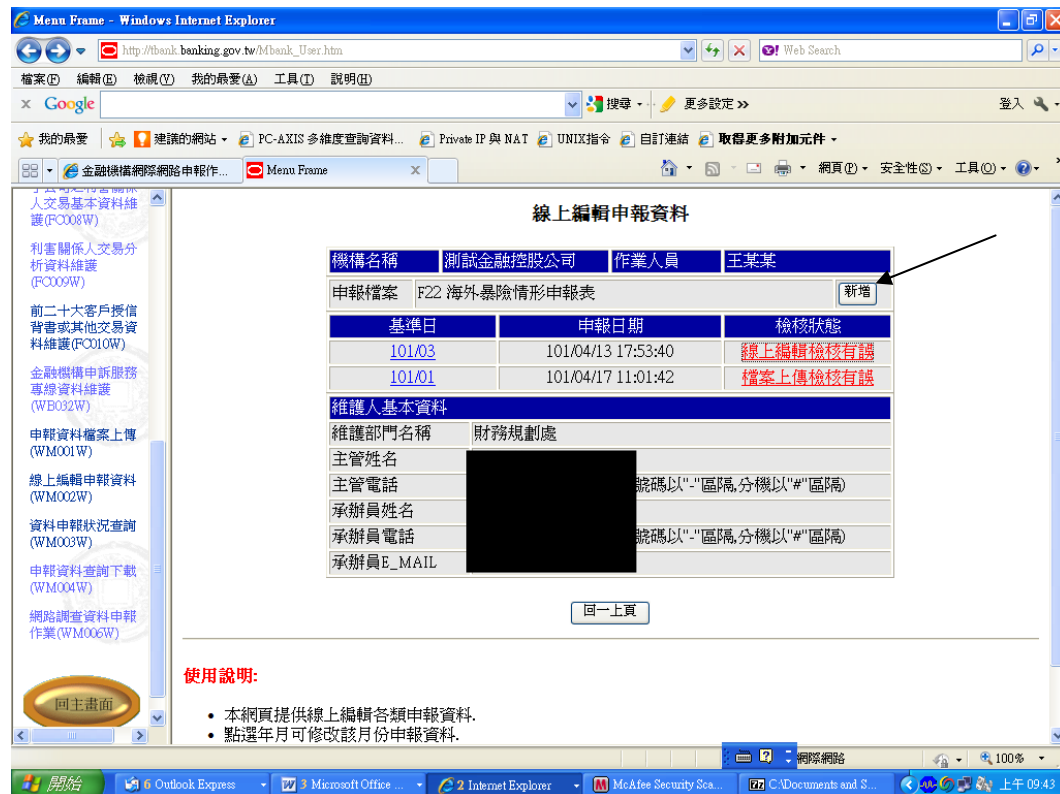 Menu Frame - Windows Internet Explorer
http://tbank.banking.gov.tw/Mbank_User.htm
Web Search
檔案(F) 編輯(E) 檢視(V) 我的最愛(A) 工具(T) 說明(H)
x Google 搜尋 更多設定 >> 登入
我的最愛 建議的網站 PC-AXIS 多維度查詢資料... Private IP 與 NAT UNIX指令 自訂連結 取得更多附加元件
金融機構網際網路申報作... Menu Frame x 網頁(P) 安全性(S) 工具(O)
人交易基本資料維
護(FC008W)
利害關係人交易分
析資料維護
(FC009W)
前二十大客戶授信
背書或其他交易資
料維護(FC010W)
金融機構申訴服務
專線資料維護
(WB032W)
申報資料檔案上傳
(WM001W)
線上編輯申報資料
(WM002W)
資料申報狀況查詢
(WM003W)
申報資料查詢下載
(WM004W)
網路調查資料申報
作業(WM006W)
回主畫面
線上編輯申報資料
機構名稱 測試金融控股公司 作業人員 王某某
申報檔案 F22 海外暴險情形申報表 新增
基準日 申報日期 檢核狀態
101/03 101/04/13 17:53:40 線上編輯檢核有誤
101/01 101/04/17 11:01:42 檔案上傳檢核有誤
維護人基本資料
維護部門名稱 財務規劃處
主管姓名
主管電話 號碼以"-"區隔,分機以"#"區隔)
承辦員姓名
承辦員電話 號碼以"-"區隔,分機以"#"區隔)
承辦員E_MAIL
回一上頁
使用說明:
• 本網頁提供線上編輯各類申報資料.
• 點選年月可修改該月份申報資料.
網際網路 100%
開始 6 Outlook Express 3 Microsoft Office ... 2 Internet Explorer McAfee Security Sca... C:\Documents and S... 上午 09:43